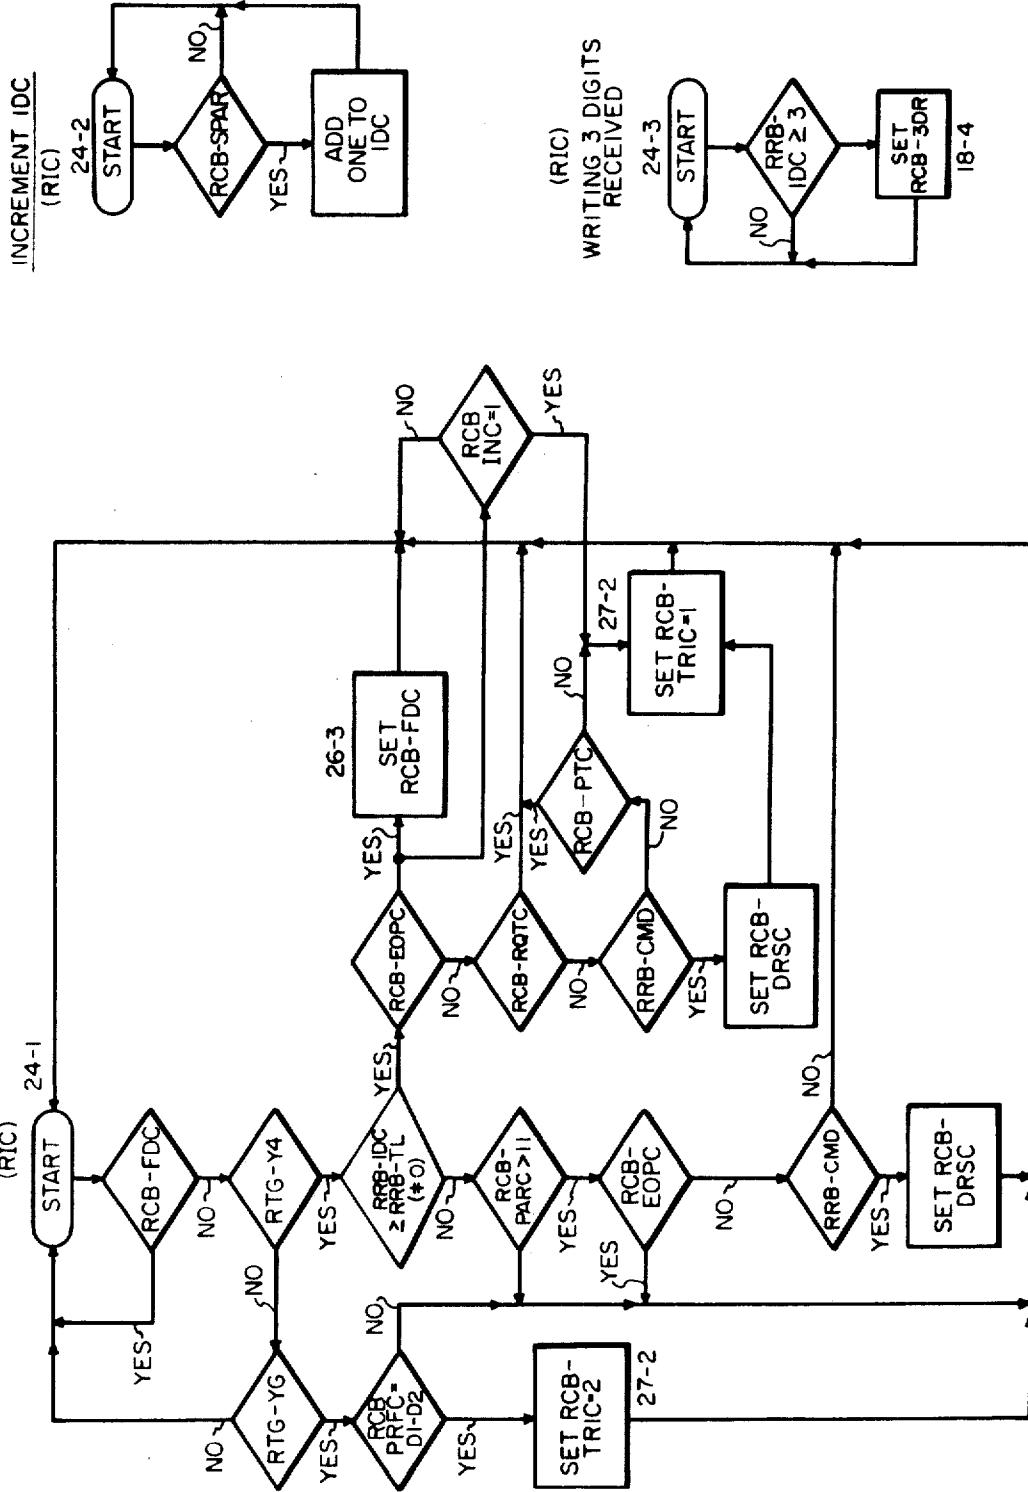 INCREMENT IDC
(RIC)
24-2
START
RCB-SPAR
NO
YES
ADD
ONE TO
IDC
(RIC)
WRITING 3 DIGITS
RECEIVED
24-3
START
RRB-
IDC ≥ 3
NO
SET
RCB-3DR
18-4
(RIC)
24-1
START
RCB-FDC
YES
NO
RTG-Y4
NO
YES
RTG-YG
NO
YES
RCB
PRFC=
D1-D2
NO
YES
SET RCB-
TRIC=2
27-2
RRB-IDC
≥RRB-TL
(*0)
YES
NO
RCB-
PARC>11
YES
RCB-
EOPC
YES
NO
RRB-CMD
NO
YES
SET RCB-
DRSC
RCB-EOPC
YES
NO
26-3
SET
RCB-FDC
RCB
INC=1
NO
YES
RCB-RQTC
YES
NO
RRB-CMD
NO
YES
RCB-PTC
YES
NO
SET RCB-
DRSC
27-2
SET RCB-
TRIC=1